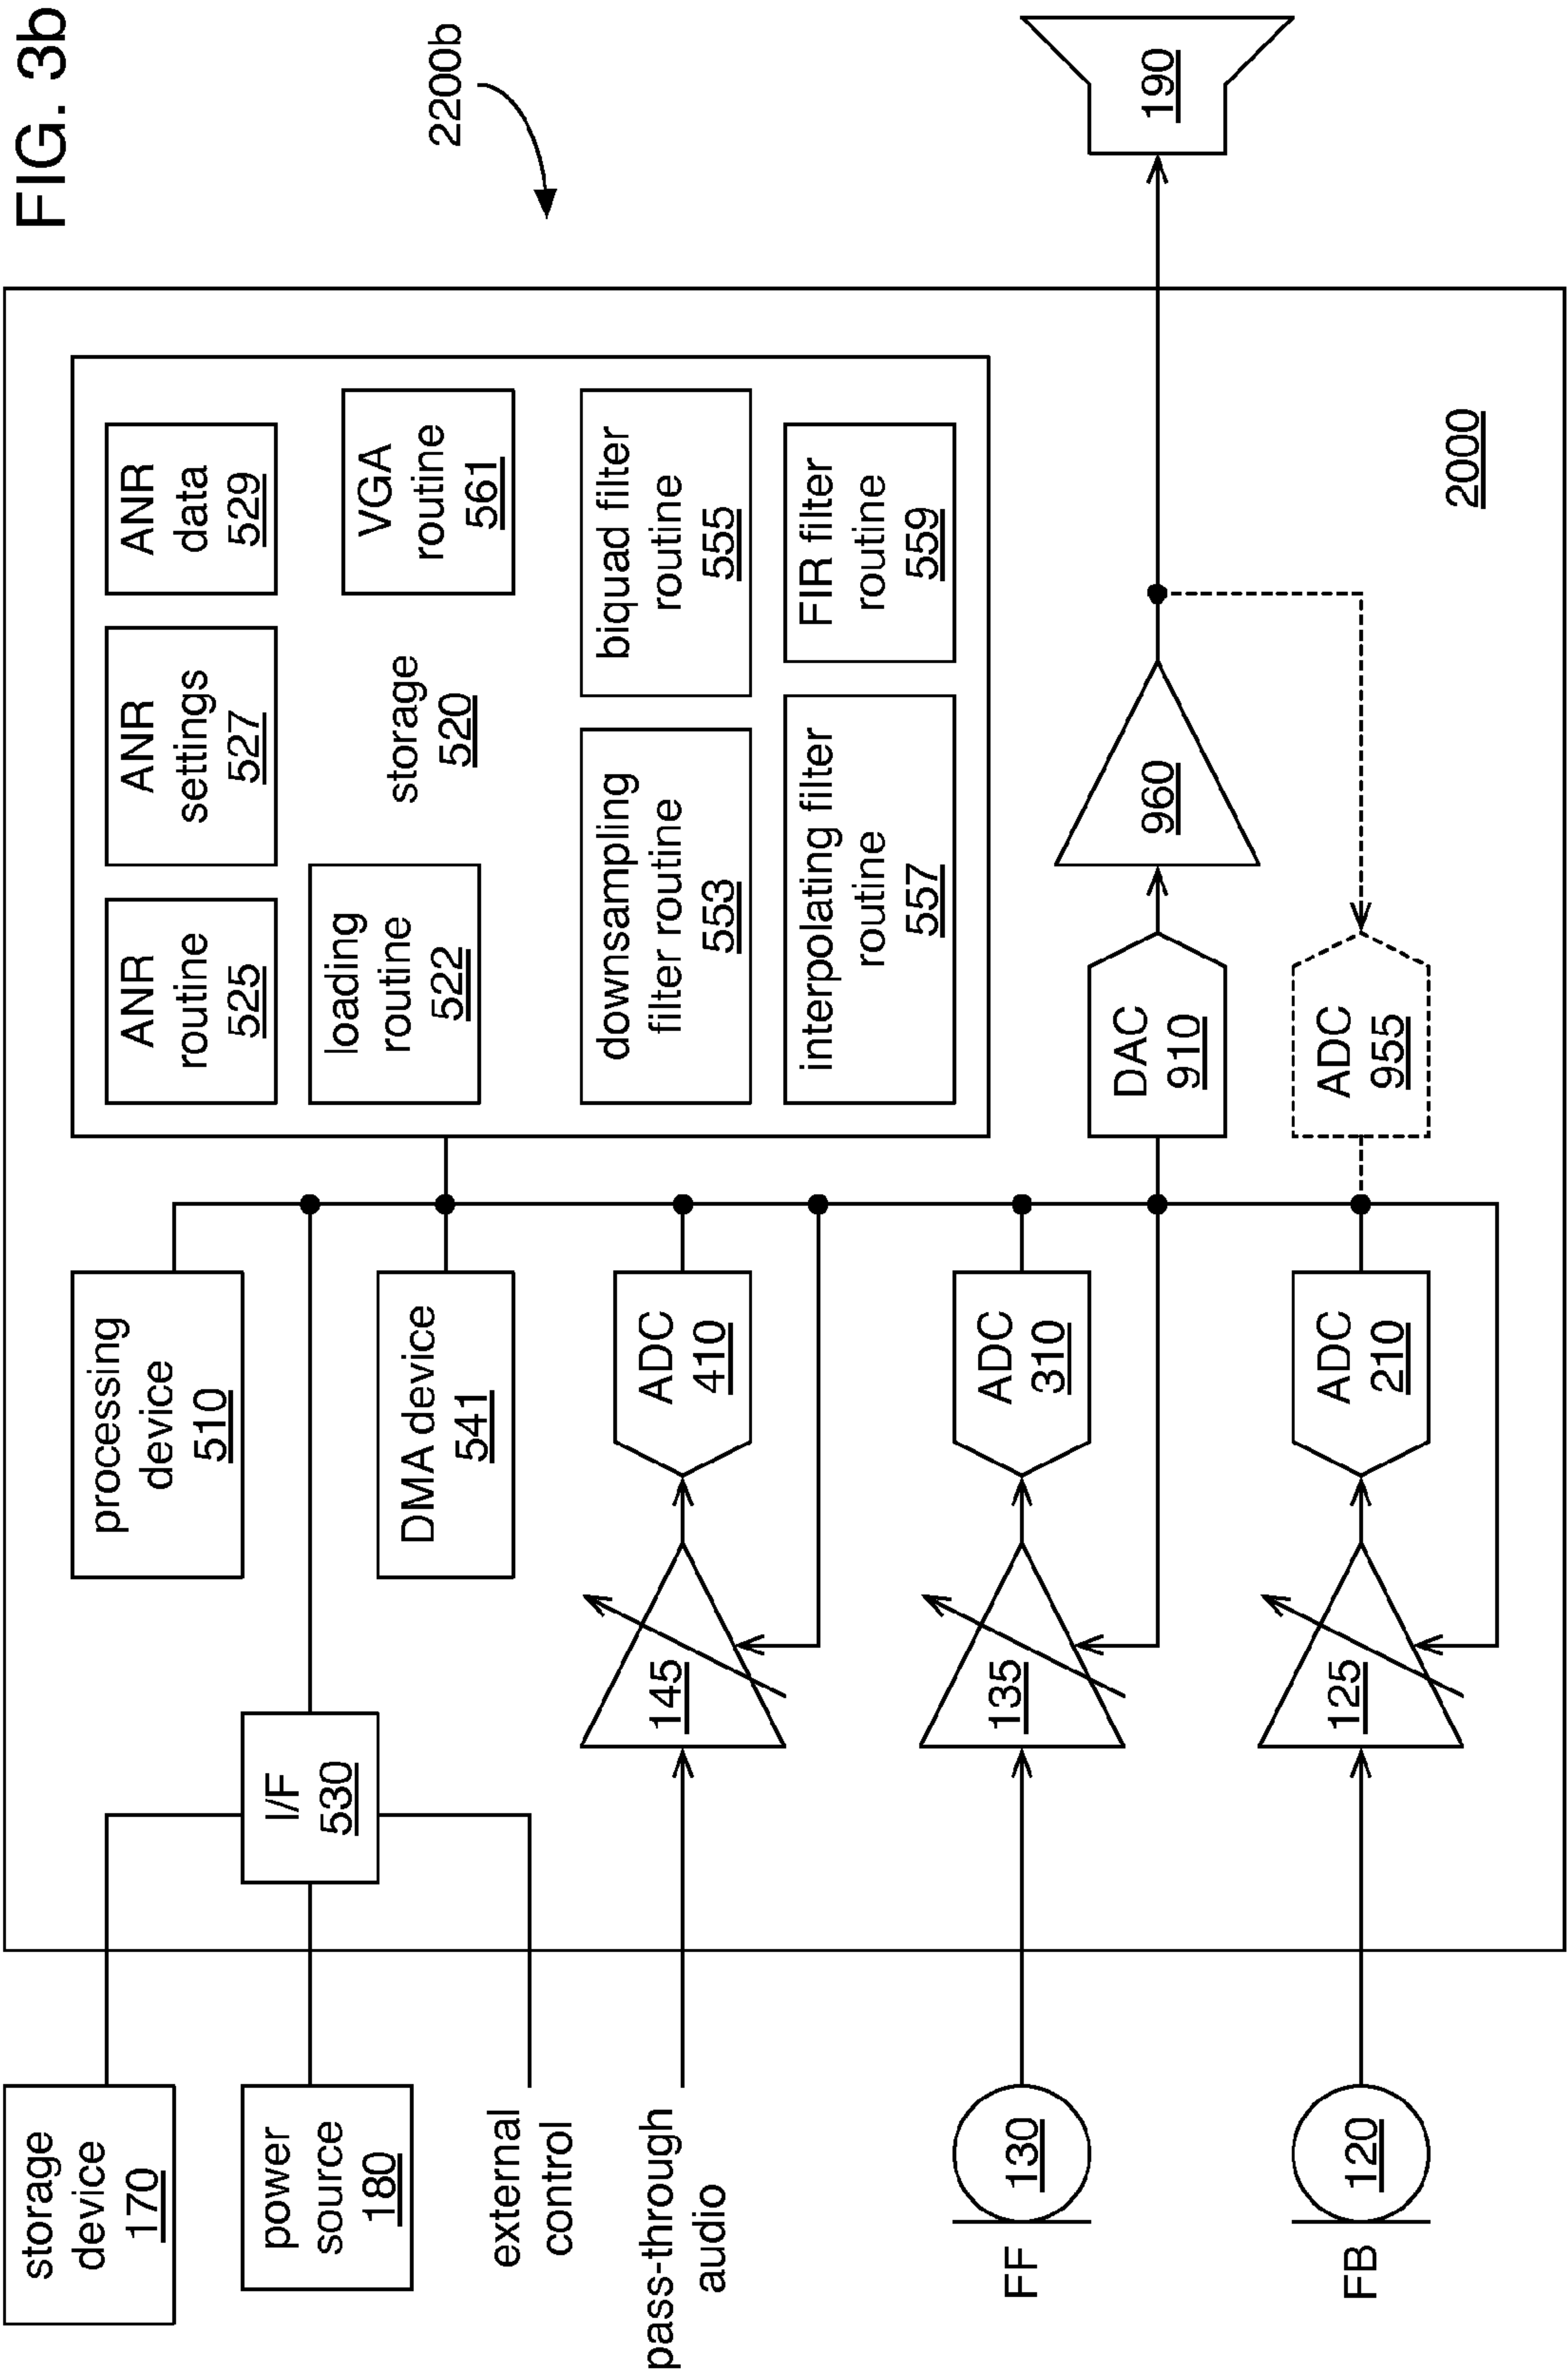 FIG. 3b
2200b
storage
device
170
power
source
180
external
control
pass-through
audio
FF
130
FB
120
I/F
530
processing
device
510
DMA device
541
145
ADC
410
135
ADC
310
125
ADC
210
ANR
routine
525
ANR
settings
527
ANR
data
529
loading
routine
522
storage
520
VGA
routine
561
downsampling
filter routine
553
biquad filter
routine
555
interpolating filter
routine
557
FIR filter
routine
559
DAC
910
960
ADC
955
190
2000